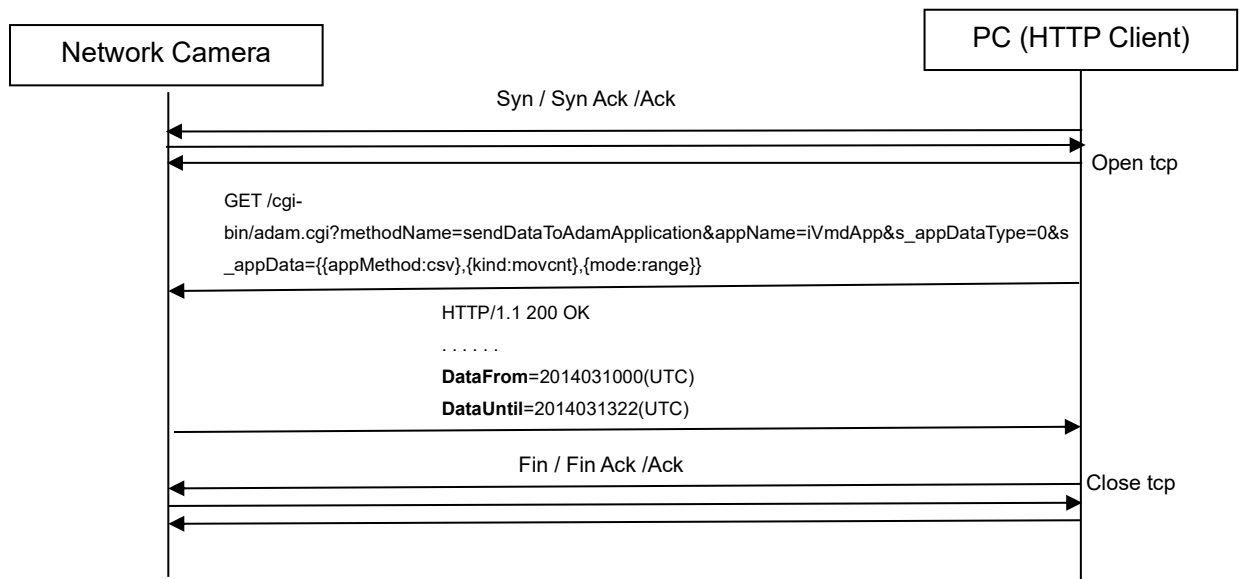 Network Camera
PC (HTTP Client)
Syn / Syn Ack /Ack
Open tcp
GET /cgi-
bin/adam.cgi?methodName=sendDataToAdamApplication&appName=iVmdApp&s_appDataType=0&s
_appData={{appMethod:csv},{kind:movcnt},{mode:range}}
HTTP/1.1 200 OK
. . . . . .
DataFrom=2014031000(UTC)
DataUntil=2014031322(UTC)
Fin / Fin Ack /Ack
Close tcp